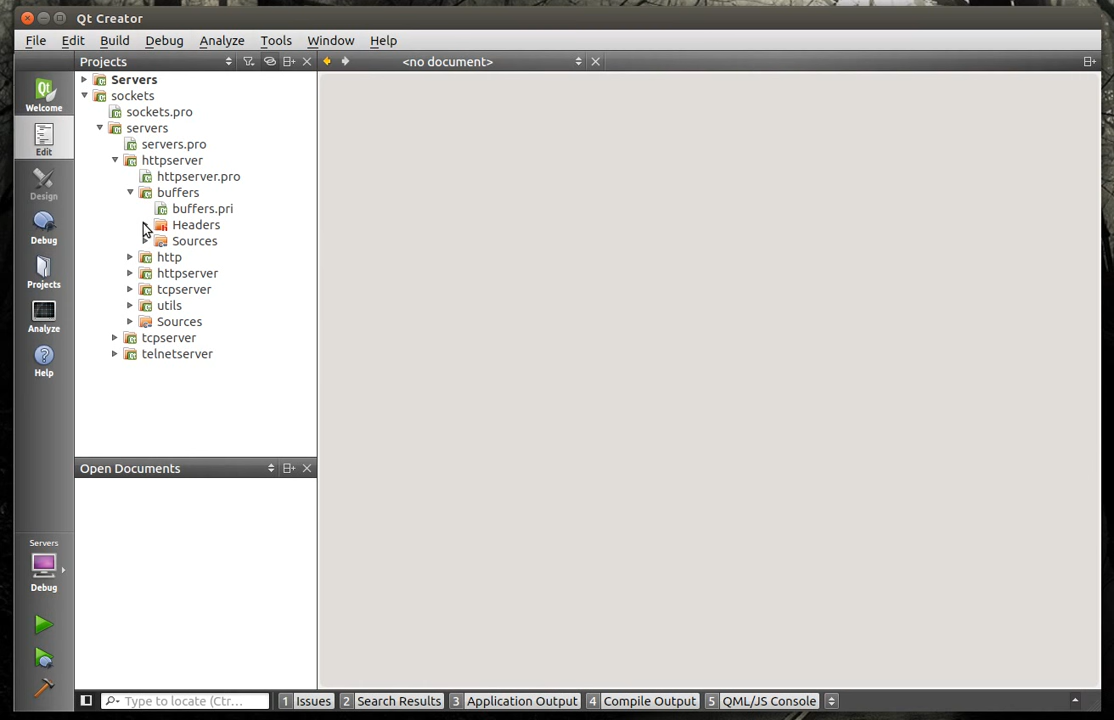 Qt Creator
File Edit Build Debug Analyze Tools Window Help
Projects
<no document>
Servers
sockets
sockets.pro
servers
servers.pro
httpserver
httpserver.pro
buffers
buffers.pri
Headers
Sources
http
httpserver
tcpserver
utils
Sources
tcpserver
telnetserver
Qt
Welcome
Edit
Design
Debug
Projects
Analyze
Help
Open Documents
Servers
Debug
Type to locate (Ctr...
1 Issues
2 Search Results
3 Application Output
4 Compile Output
5 QML/JS Console